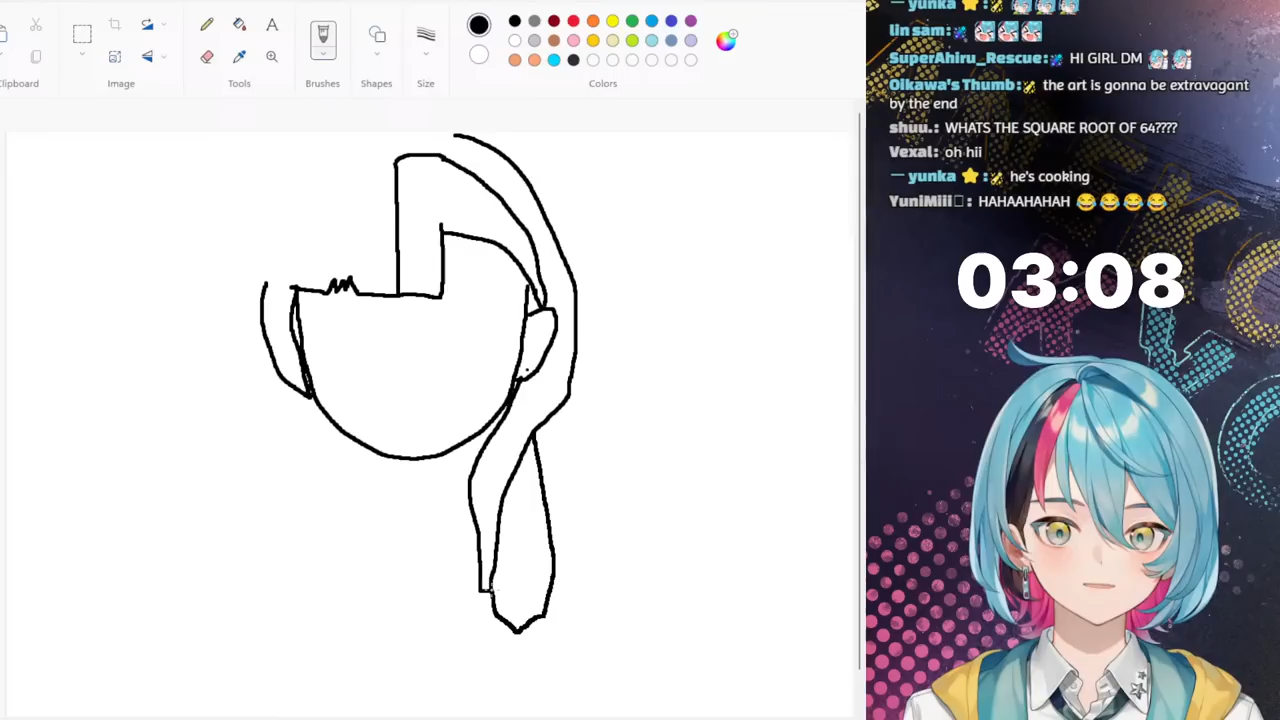 Clipboard
Image
Tools
Brushes
Shapes
Size
Colors
yunka ⭐:
lin sam:
SuperAhiru_Rescue: HI GIRL DM
Oikawa's Thumb: the art is gonna be extravagant
by the end
shuu.: WHATS THE SQUARE ROOT OF 64????
Vexal: oh hii
一 yunka ⭐: he's cooking
YuniMiii: HAHAAHAHAH 😂😂😂😂
03:08